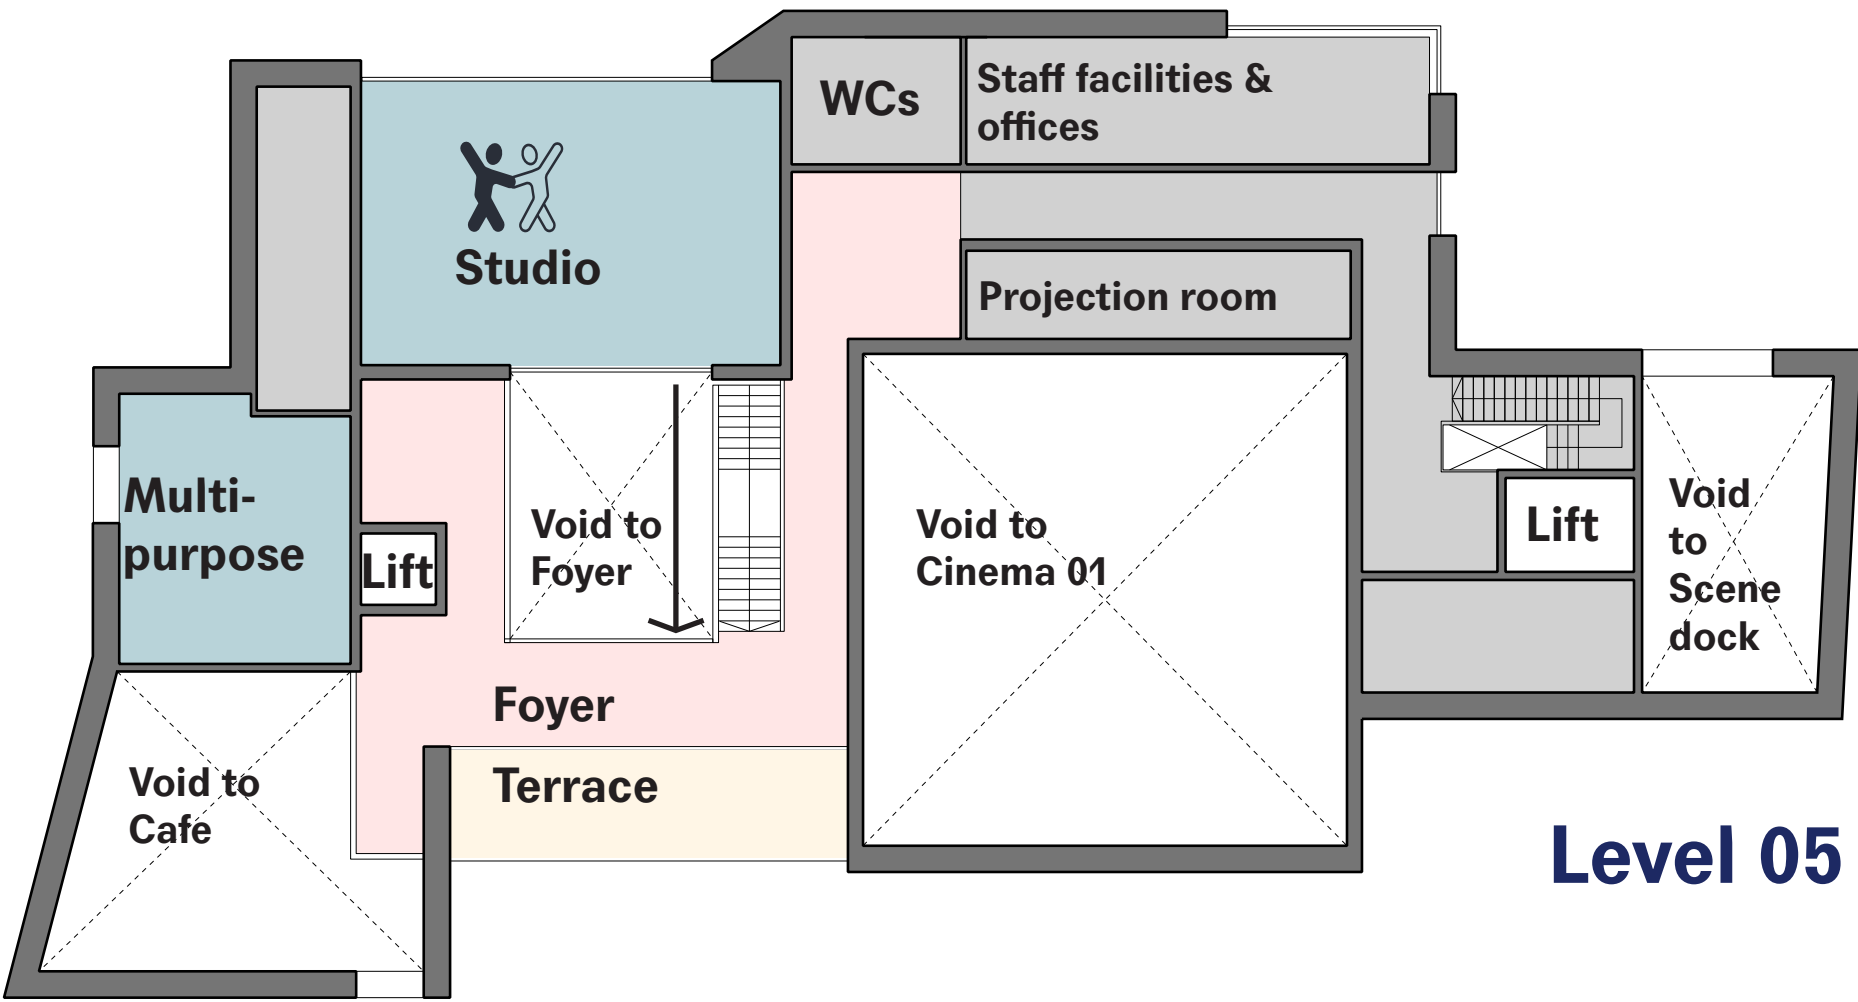 WCs
Staff facilities &
offices
Studio
Projection room
Multi-
purpose
Lift
Void to
Foyer
Void to
Cinema 01
Lift
Void
to
Scene
dock
Foyer
Terrace
Void to
Cafe
Level 05